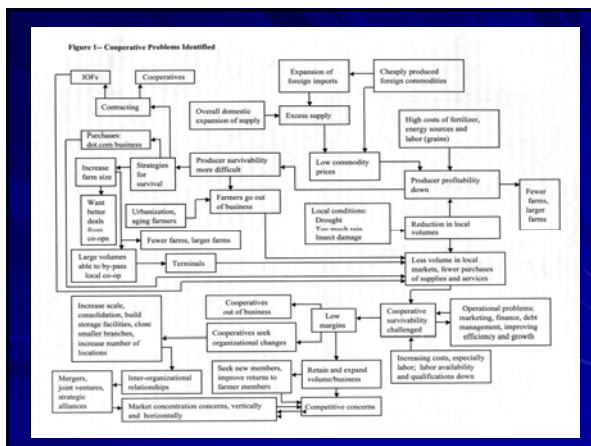 Figure 1-- Cooperative Problems Identified
IOFs
Cooperatives
Contracting
Expansion of
foreign imports
Cheaply produced
foreign commodities
Overall domestic
expansion of supply
Excess supply
High costs of fertilizer,
energy sources and
labor (grains)
Purchases:
dot.com business
Increase
farm size
Strategies
for
survival
Producer survivability
more difficult
Low commodity
prices
Producer profitability
down
Fewer
farms,
larger
farms
Want
better
deals
from
co-ops
Urbanization,
aging farmers
Farmers go out
of business
Local conditions:
Drought
Too much rain
Insect damage
Reduction in local
volumes
Fewer farms, larger farms
Large volumes
able to by-pass
local co-op
Terminals
Less volume in local
markets, fewer purchases
of supplies and services
Increase scale,
consolidation, build
storage facilities, close
smaller branches,
increase number of
locations
Cooperatives
out of business
Cooperatives seek
organizational changes
Low
margins
Cooperative
survivability
challenged
Operational problems:
marketing, finance, debt
management, improving
efficiency and growth
Increasing costs, especially
labor; labor availability
and qualifications down
Mergers,
joint ventures,
strategic
alliances
Inter-organizational
relationships
Seek new members,
improve returns to
farmer members
Retain and expand
volume/business
Market concentration concerns, vertically
and horizontally
Competitive concerns